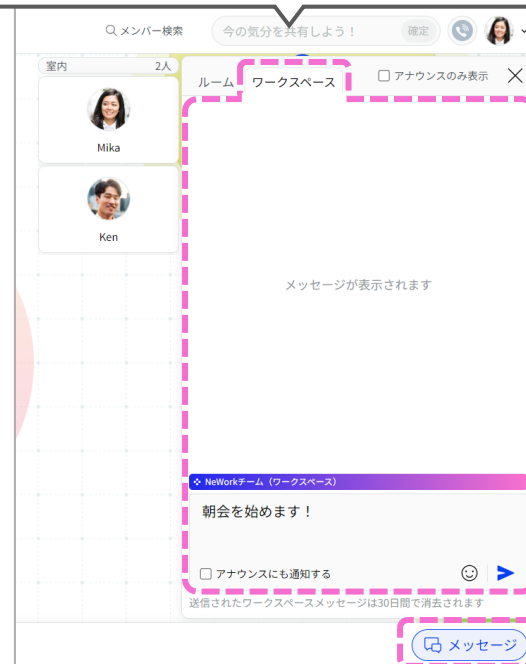 メンバー検索
今の気分を共有しよう！
確定
室内 2人
ルーム ワークスペース アナウンスのみ表示
Mika
Ken
メッセージが表示されます
NeWorkチーム（ワークスペース）
朝会を始めます！
アナウンスにも通知する
送信されたワークスペースメッセージは30日間で消去されます
メッセージ